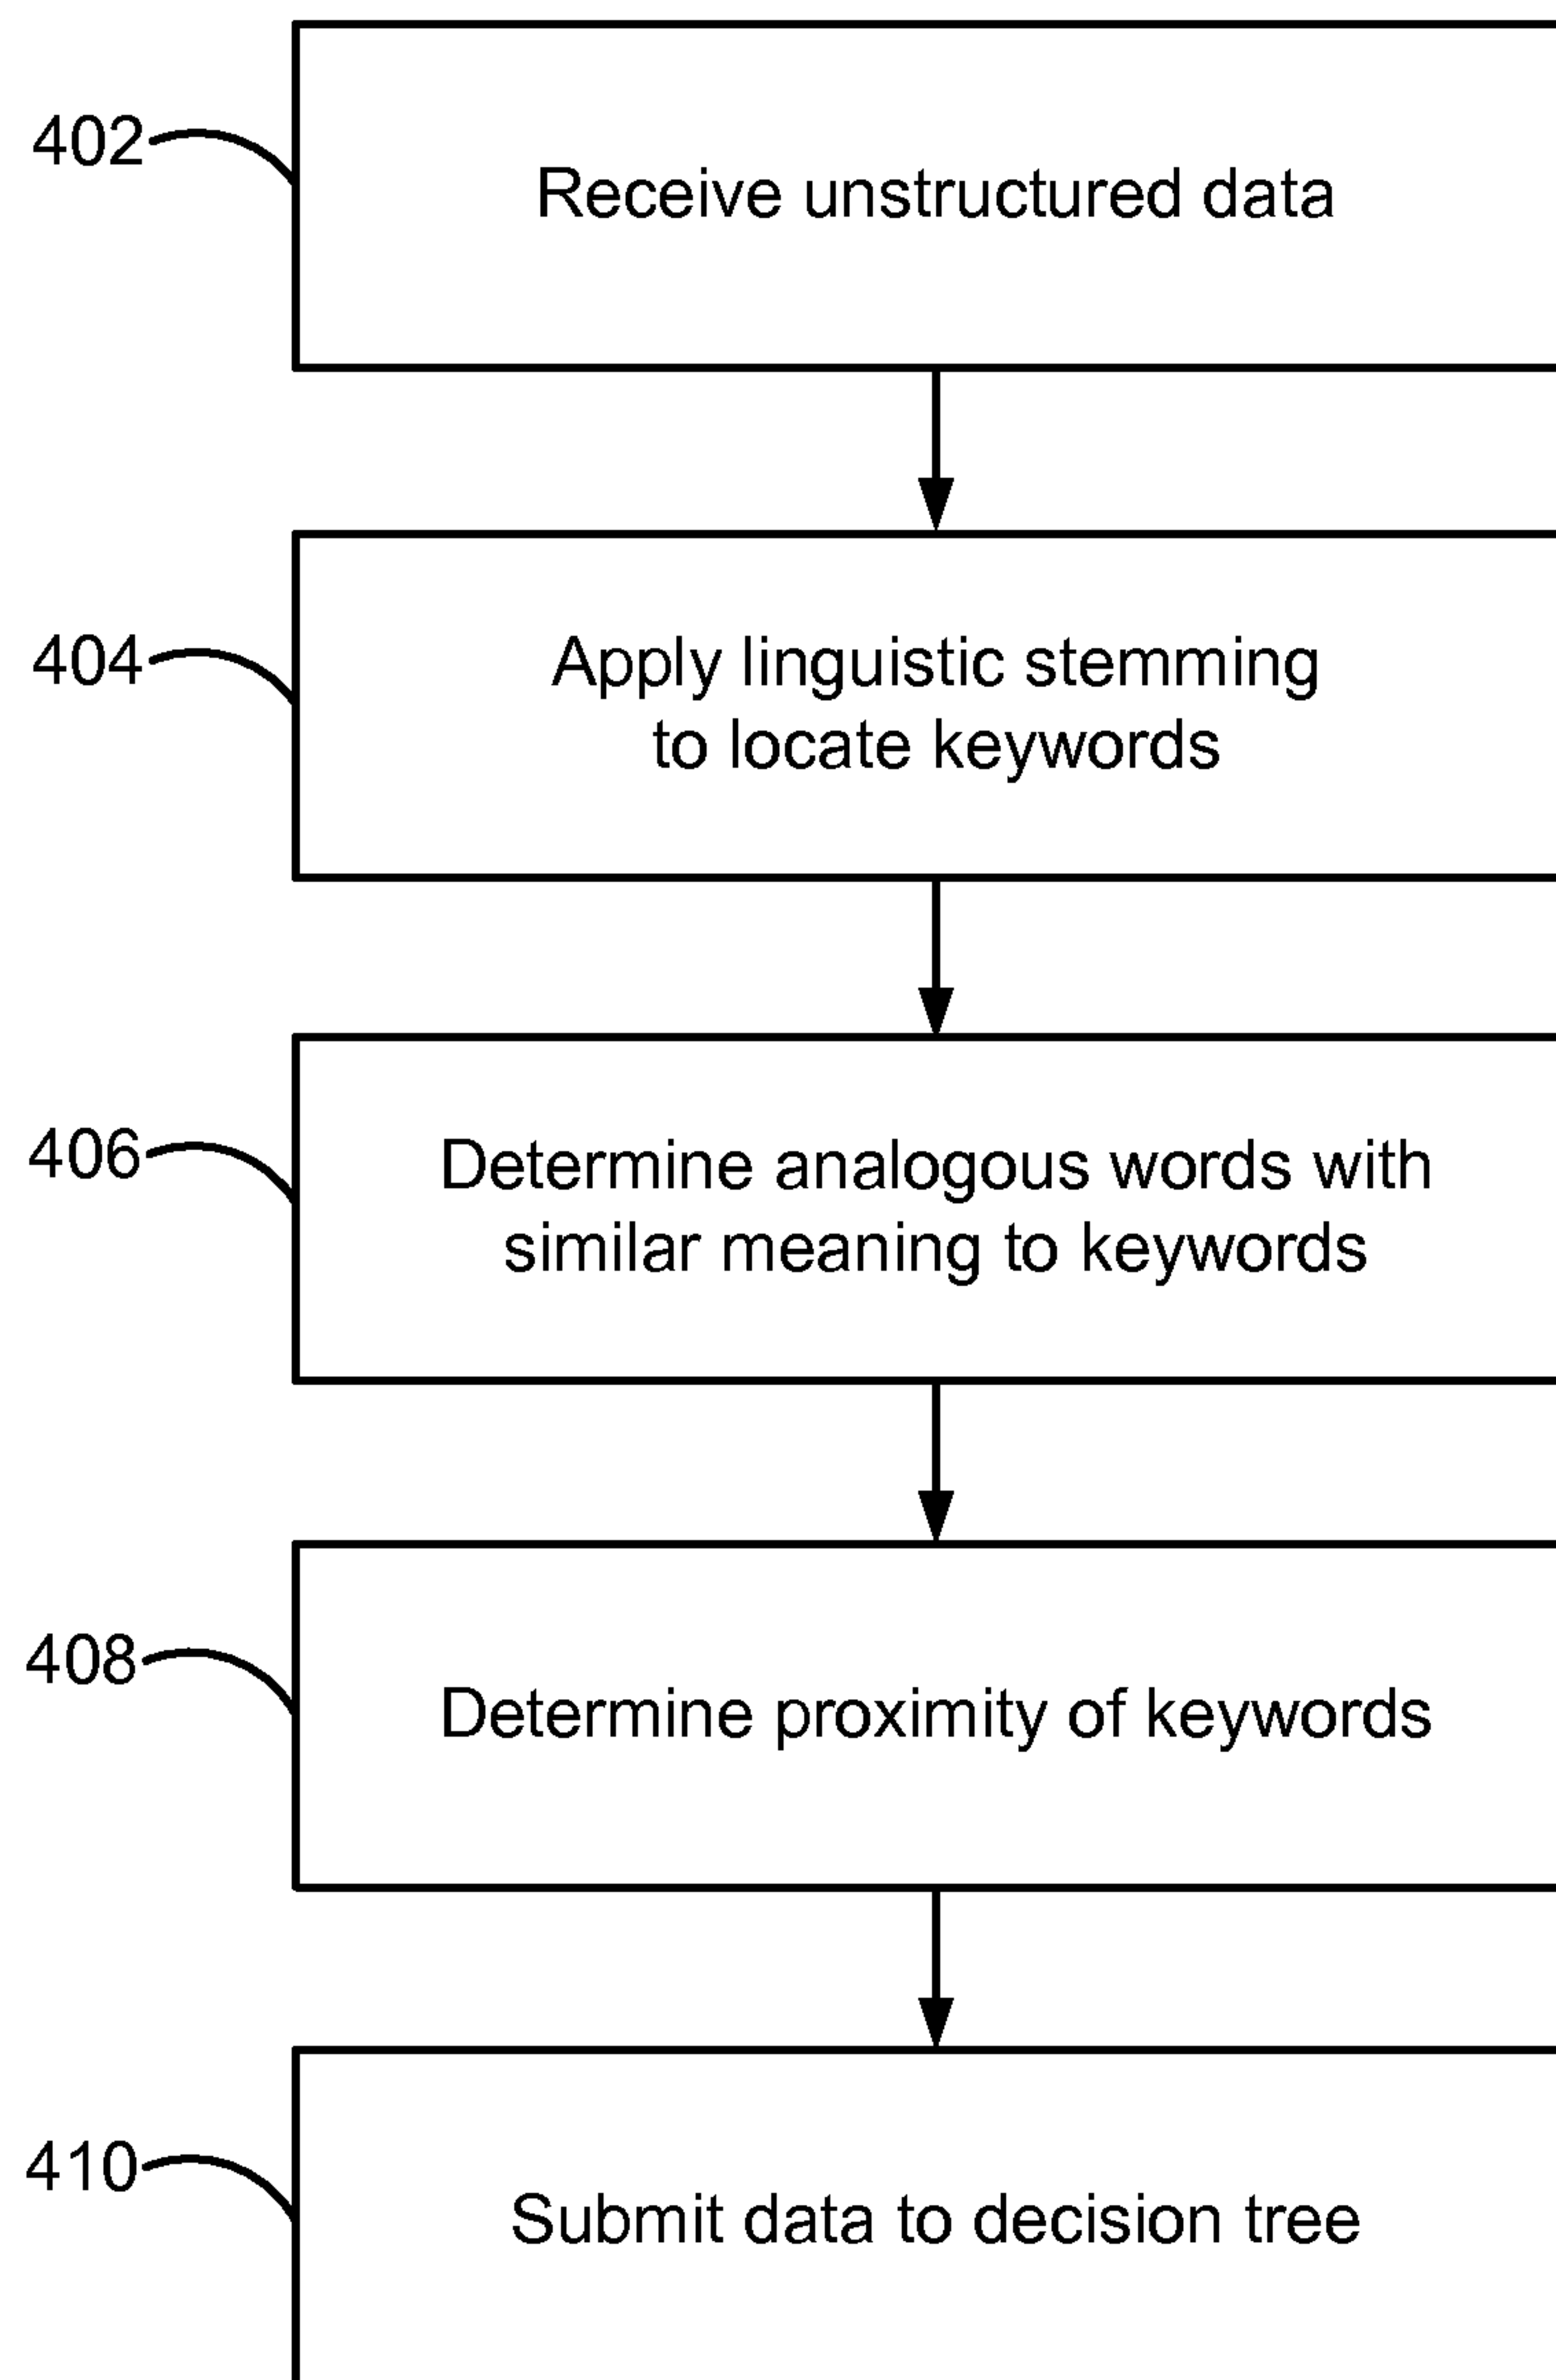 402
Receive unstructured data
404
Apply linguistic stemming
to locate keywords
406
Determine analogous words with
similar meaning to keywords
408
Determine proximity of keywords
410
Submit data to decision tree